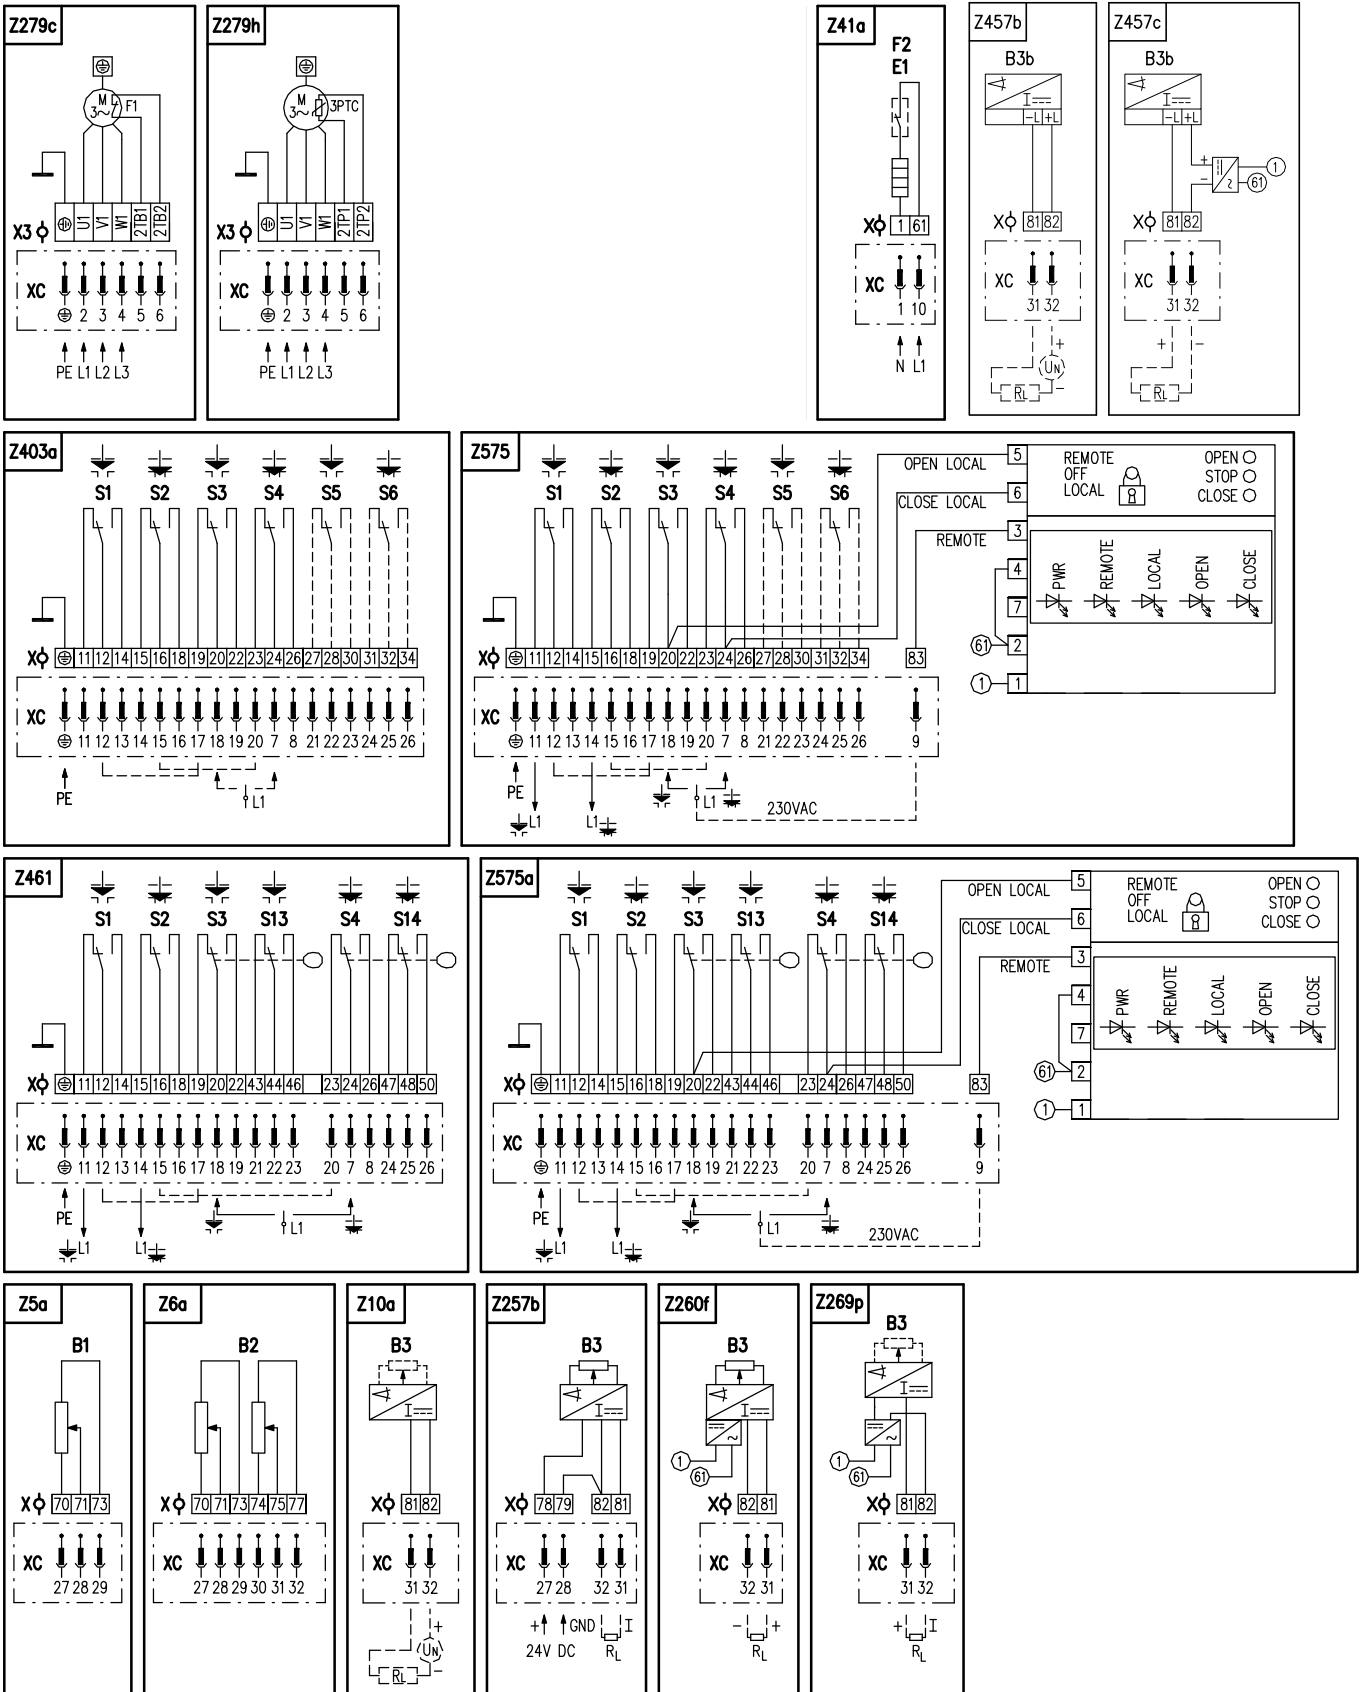 Z279c
M
3~
F1
X3
U1 V1 W1 2TB1 2TB2
XC
2 3 4 5 6
PE L1 L2 L3
Z279h
M
3~
3PTC
X3
U1 V1 W1 2TP1 2TP2
XC
2 3 4 5 6
PE L1 L2 L3
Z41a
F2
E1
X 1 61
XC
1 10
N L1
Z457b
B3b
I
-L +L
X 81 82
XC
31 32
+
UN
-
RL
Z457c
B3b
I
-L +L
+
-
~
1
61
X 81 82
XC
31 32
+ -
RL
Z403a
S1 S2 S3 S4 S5 S6
X 11 12 14 15 16 18 19 20 22 23 24 26 27 28 30 31 32 34
XC
11 12 13 14 15 16 17 18 19 20 7 8 21 22 23 24 25 26
PE
L1
Z575
S1 S2 S3 S4 S5 S6
OPEN LOCAL
CLOSE LOCAL
REMOTE
5
6
3
4
7
2
1
61
1
REMOTE
OFF
LOCAL
OPEN
STOP
CLOSE
PWR REMOTE LOCAL OPEN CLOSE
X 11 12 14 15 16 18 19 20 22 23 24 26 27 28 30 31 32 34 83
XC
11 12 13 14 15 16 17 18 19 20 7 8 21 22 23 24 25 26 9
PE
L1 L1
L1
230VAC
Z461
S1 S2 S3 S13 S4 S14
X 11 12 14 15 16 18 19 20 22 43 44 46 23 24 26 47 48 50
XC
11 12 13 14 15 16 17 18 19 21 22 23 20 7 8 24 25 26
PE
L1 L1
L1
Z575a
S1 S2 S3 S13 S4 S14
OPEN LOCAL
CLOSE LOCAL
REMOTE
5
6
3
4
7
2
1
61
1
REMOTE
OFF
LOCAL
OPEN
STOP
CLOSE
PWR REMOTE LOCAL OPEN CLOSE
X 11 12 14 15 16 18 19 20 22 43 44 46 23 24 26 47 48 50 83
XC
11 12 13 14 15 16 17 18 19 21 22 23 20 7 8 24 25 26 9
PE
L1 L1
L1
230VAC
Z5a
B1
X 70 71 73
XC
27 28 29
Z6a
B2
X 70 71 73 74 75 77
XC
27 28 29 30 31 32
Z10a
B3
I
X 81 82
XC
31 32
+
UN
-
RL
Z257b
B3
I
X 78 79 82 81
XC
27 28 32 31
+ GND I
24V DC RL
Z260f
B3
I
~
1
61
X 82 81
XC
32 31
- +
RL
Z269p
B3
I
~
1
61
X 81 82
XC
31 32
+ I
RL